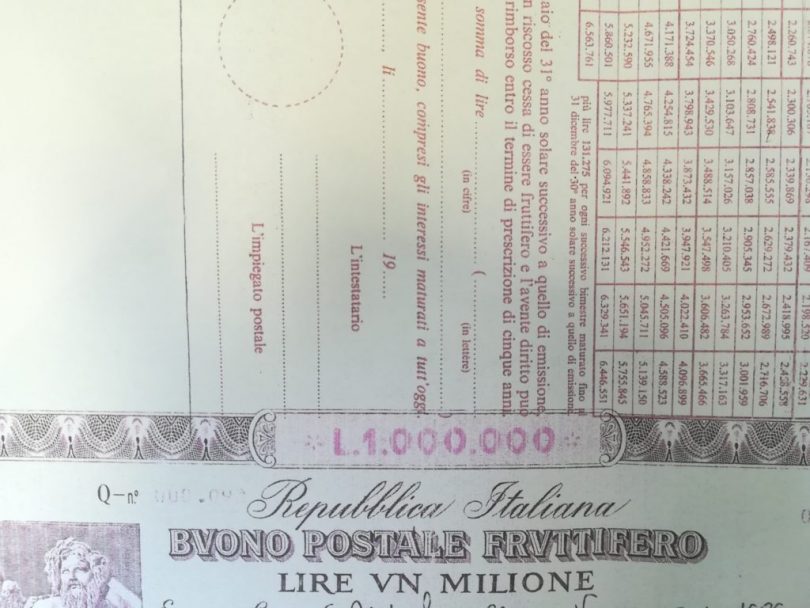 2.260.743 2.300.306 2.339.869 2.379.432 2.418.995 2.458.559
2.498.121 2.541.838 2.585.555 2.629.272 2.672.989 2.716.706
2.760.424 2.808.731 2.857.038 2.905.345 2.953.652 3.001.959
3.050.268 3.103.647 3.157.026 3.210.405 3.263.784 3.317.163
3.370.546 3.429.530 3.488.514 3.547.498 3.606.482 3.665.466
3.724.454 3.798.943 3.873.432 3.947.921 4.022.410 4.096.899
4.171.388 4.254.815 4.338.242 4.421.669 4.505.096 4.588.523
4.671.955 4.765.394 4.858.833 4.952.272 5.045.711 5.139.150
5.232.590 5.337.241 5.441.892 5.546.543 5.651.194 5.755.845
5.860.501 5.977.711 6.094.921 6.212.131 6.329.341 6.446.551
6.563.761
più lire 131.275 per ogni successivo bimestre maturato fino al
31 dicembre del 30° anno solare successivo a quello di emissione
del 31° anno solare successivo a quello di emissione,
riscosso cessa di essere fruttifero e l'avente diritto può
rimborso entro il termine di prescrizione di cinque anni.
somma di lire (
(in cifre) (in lettere)
buono, compresi gli interessi maturati a tutt'oggi
, li 19
L'intestatario
L'impiegato postale
L.1.000.000
Q-n°
Repubblica Italiana
BVONO POSTALE FRVTTIFERO
LIRE VN MILIONE